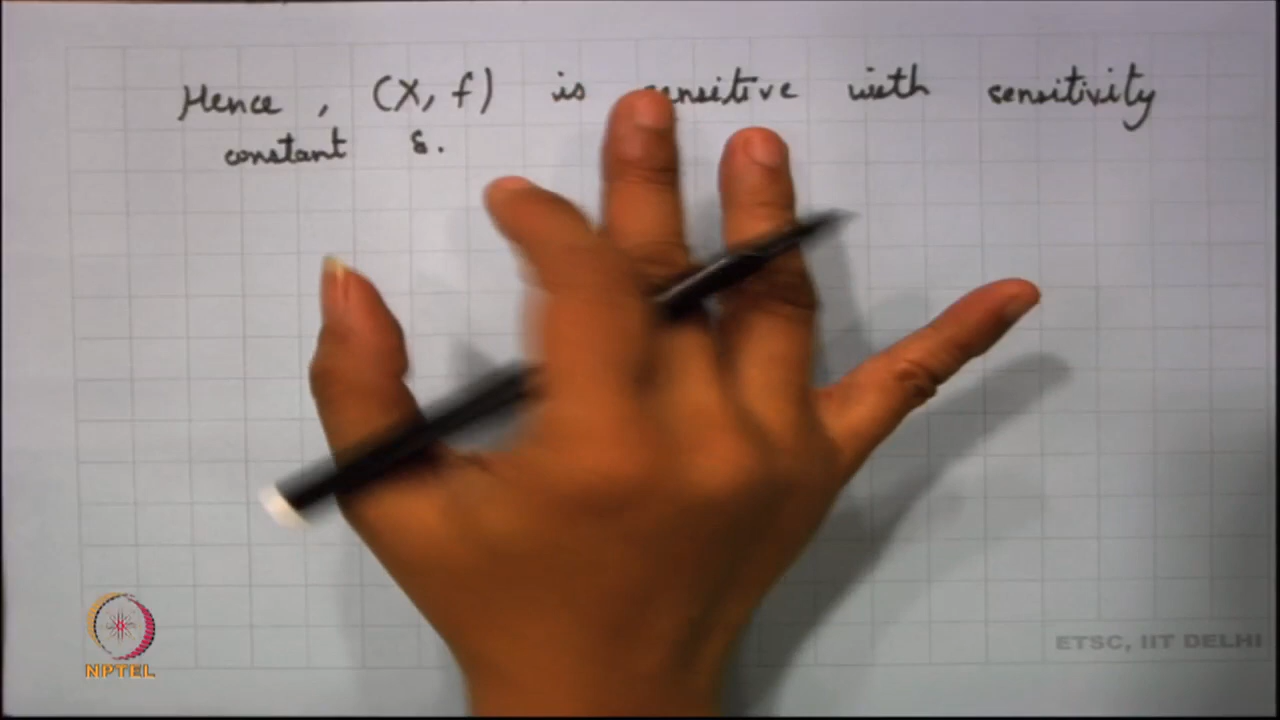 Hence, (X, f) is sensitive with sensitivity
constant δ.
NPTEL
ETSC, IIT DELHI